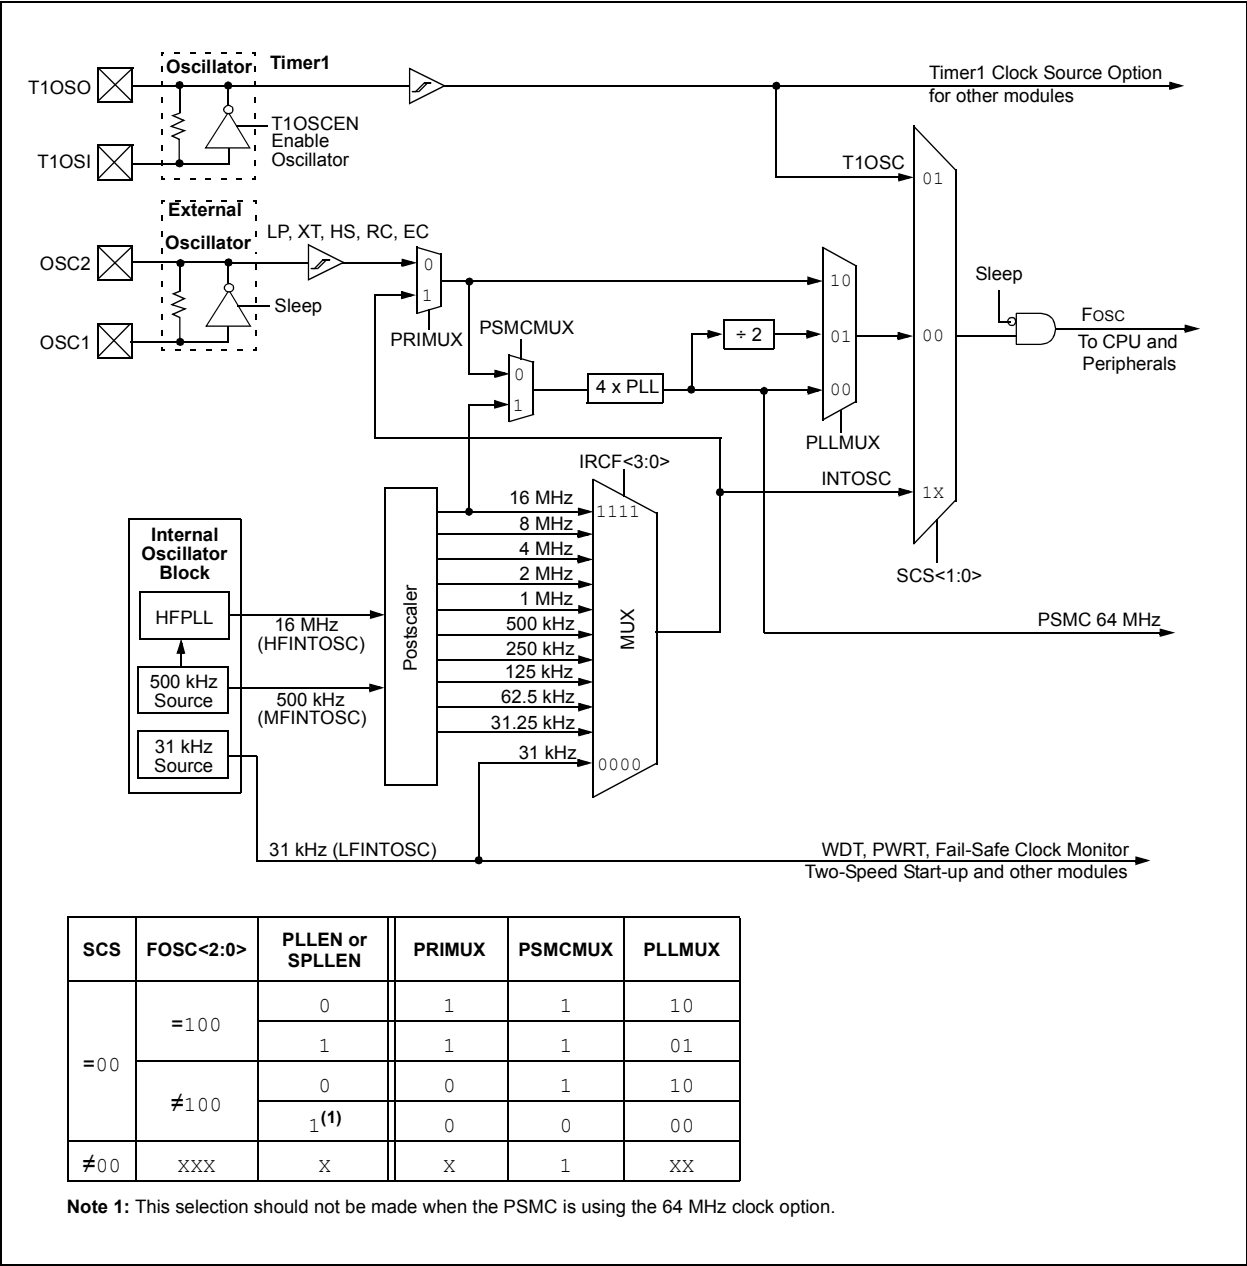 Oscillator Timer1
T1OSO
T1OSCEN
Enable
Oscillator
T1OSI
Timer1 Clock Source Option
for other modules
T1OSC
01
External
Oscillator
LP, XT, HS, RC, EC
OSC2
Sleep
OSC1
0
1
PRIMUX
PSMCMUX
0
1
4 x PLL
÷ 2
10
01
00
PLLMUX
00
Sleep
FOSC
To CPU and
Peripherals
INTOSC
1X
SCS<1:0>
PSMC 64 MHz
IRCF<3:0>
Internal
Oscillator
Block
HFPLL
500 kHz
Source
31 kHz
Source
16 MHz
(HFINTOSC)
500 kHz
(MFINTOSC)
Postscaler
16 MHz
8 MHz
4 MHz
2 MHz
1 MHz
500 kHz
250 kHz
125 kHz
62.5 kHz
31.25 kHz
31 kHz
1111
MUX
0000
31 kHz (LFINTOSC)
WDT, PWRT, Fail-Safe Clock Monitor
Two-Speed Start-up and other modules
SCS FOSC<2:0> PLLEN or SPLLEN PRIMUX PSMCMUX PLLMUX
=00 =100 0 1 1 10
1 1 1 01
≠100 0 0 1 10
1(1) 0 0 00
≠00 XXX X X 1 XX
Note 1: This selection should not be made when the PSMC is using the 64 MHz clock option.